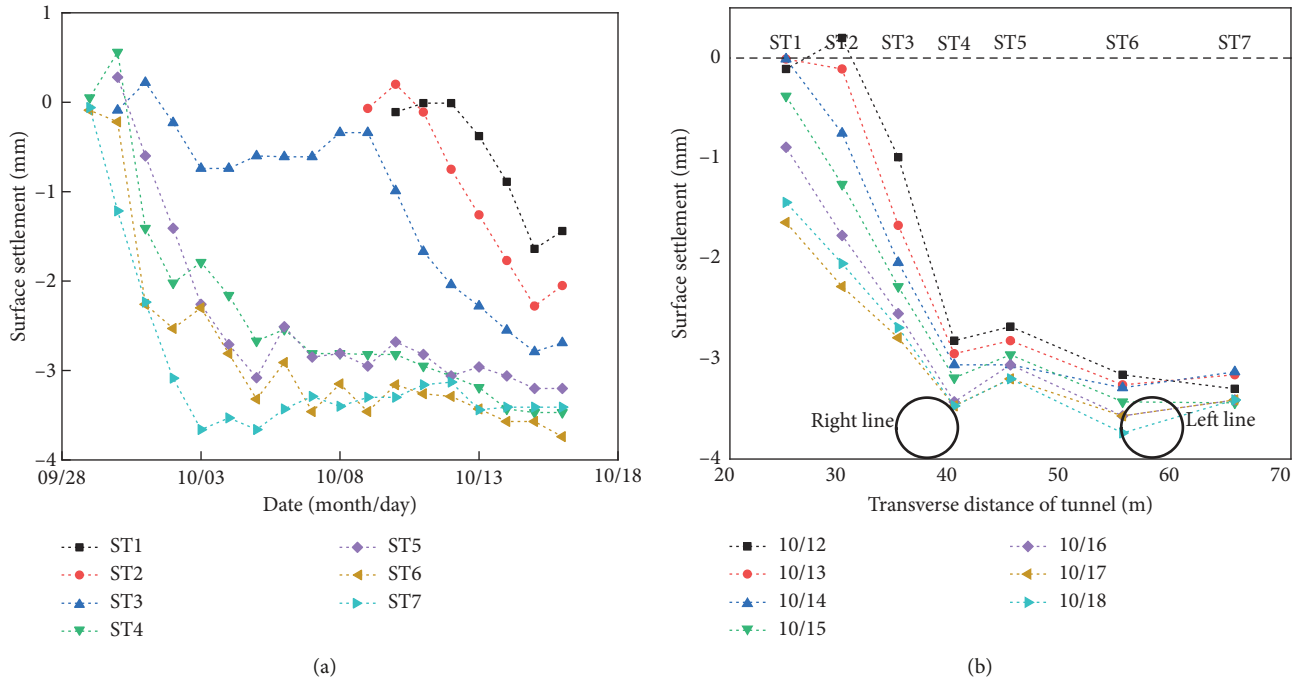 1
0
−1
−2
−3
−4
Surface settlement (mm)
09/28 10/03 10/08 10/13 10/18
Date (month/day)
ST1
ST2
ST3
ST4
ST5
ST6
ST7
(a)
ST1 ST2 ST3 ST4 ST5 ST6 ST7
0
−1
−2
−3
−4
Surface settlement (mm)
Right line
Left line
20 30 40 50 60 70
Transverse distance of tunnel (m)
10/12
10/13
10/14
10/15
10/16
10/17
10/18
(b)